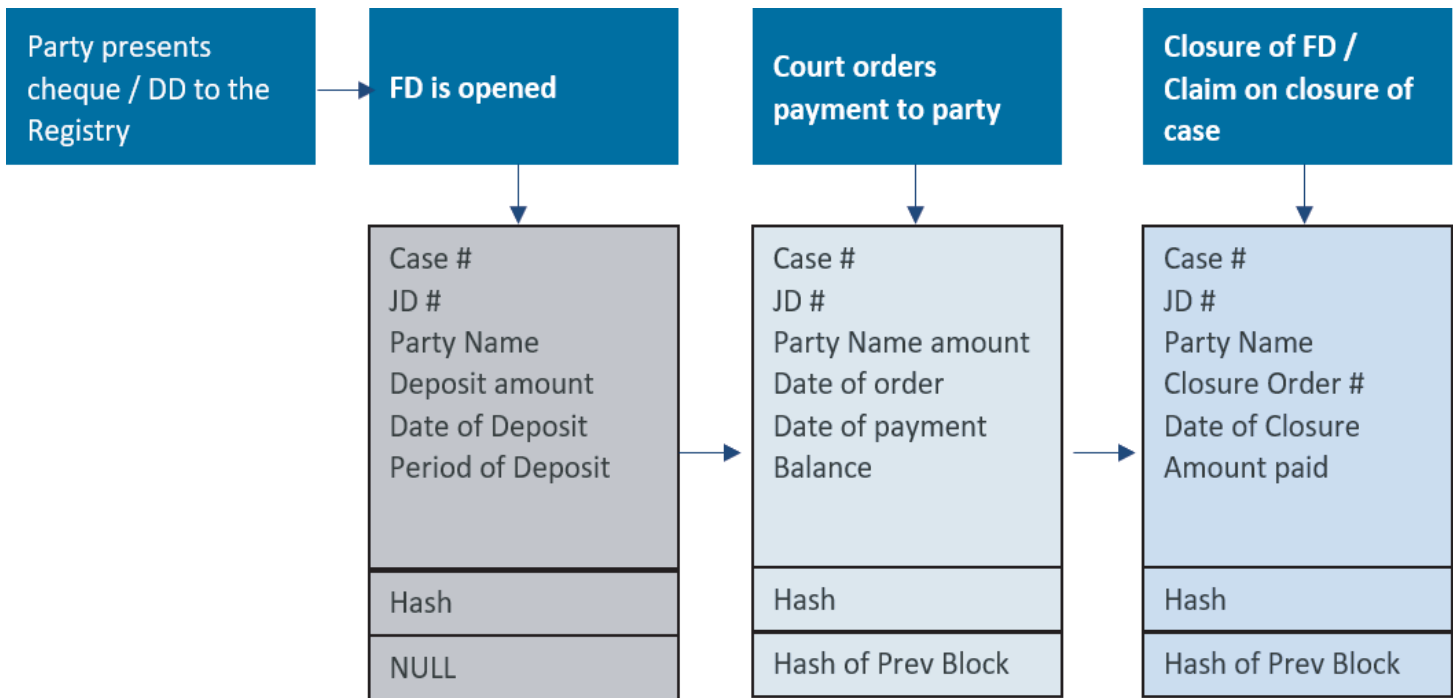 Party presents
cheque / DD to the
Registry
FD is opened
Court orders
payment to party
Closure of FD /
Claim on closure of
case
Case #
JD #
Party Name
Deposit amount
Date of Deposit
Period of Deposit
Hash
NULL
Case #
JD #
Party Name amount
Date of order
Date of payment
Balance
Hash
Hash of Prev Block
Case #
JD #
Party Name
Closure Order #
Date of Closure
Amount paid
Hash
Hash of Prev Block